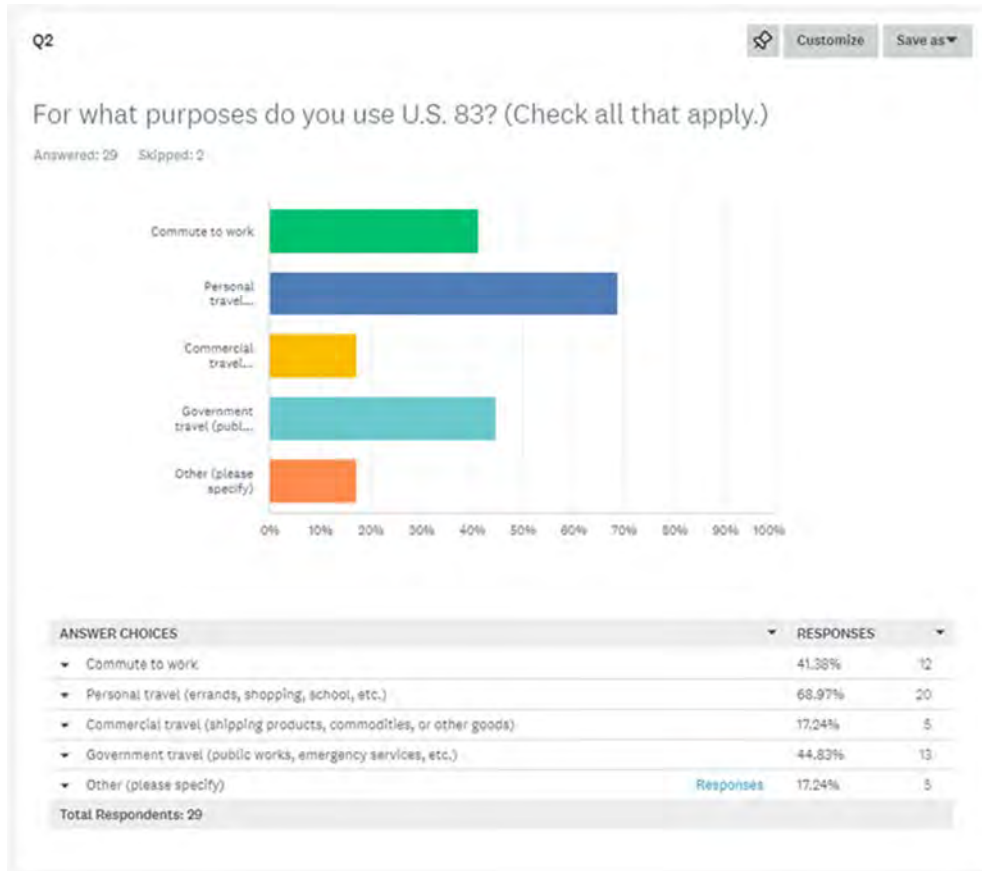 Q2
Customize
Save as
For what purposes do you use U.S. 83? (Check all that apply.)
Answered: 29 Skipped: 2
Commute to work
Personal
travel...
Commercial
travel...
Government
travel (publ...
Other (please
specify)
0% 10% 20% 30% 40% 50% 60% 70% 80% 90% 100%
ANSWER CHOICES RESPONSES
Commute to work 41.38% 12
Personal travel (errands, shopping, school, etc.) 68.97% 20
Commercial travel (shipping products, commodities, or other goods) 17.24% 5
Government travel (public works, emergency services, etc.) 44.83% 13
Other (please specify) Responses 17.24% 5
Total Respondents: 29